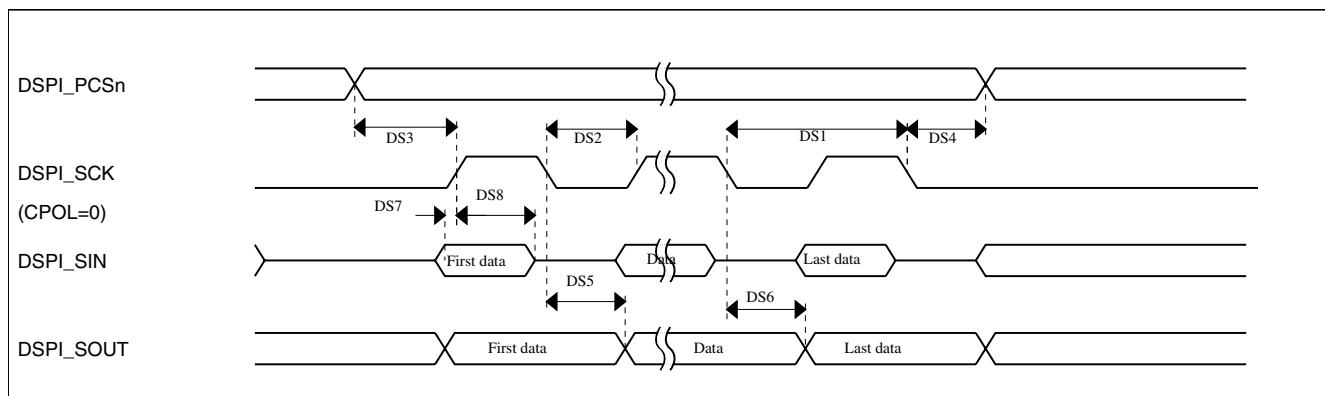 DSPI_PCSn
DS3
DS2
DS1
DS4
DSPI_SCK
(CPOL=0)
DS7
DS8
DSPI_SIN
First data
Data
Last data
DS5
DS6
DSPI_SOUT
First data
Data
Last data